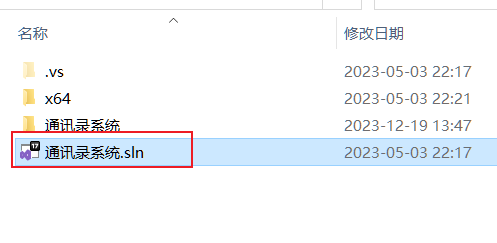 名称 修改日期
.vs 2023-05-03 22:17
x64 2023-05-03 22:21
通讯录系统 2023-12-19 13:47
17 通讯录系统.sln 2023-05-03 22:17